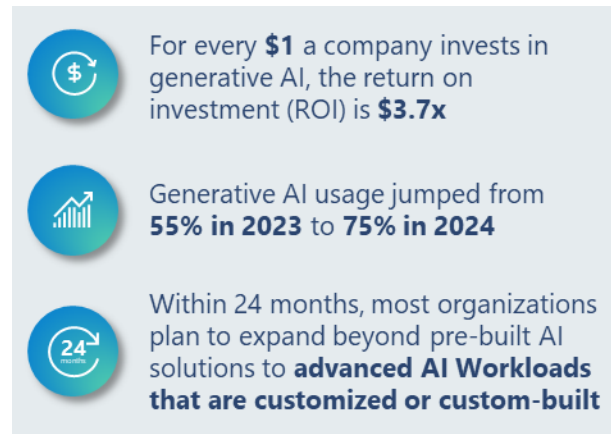 $
For every $1 a company invests in
generative AI, the return on
investment (ROI) is $3.7x
Generative AI usage jumped from
55% in 2023 to 75% in 2024
24
months
Within 24 months, most organizations
plan to expand beyond pre-built AI
solutions to advanced AI Workloads
that are customized or custom-built